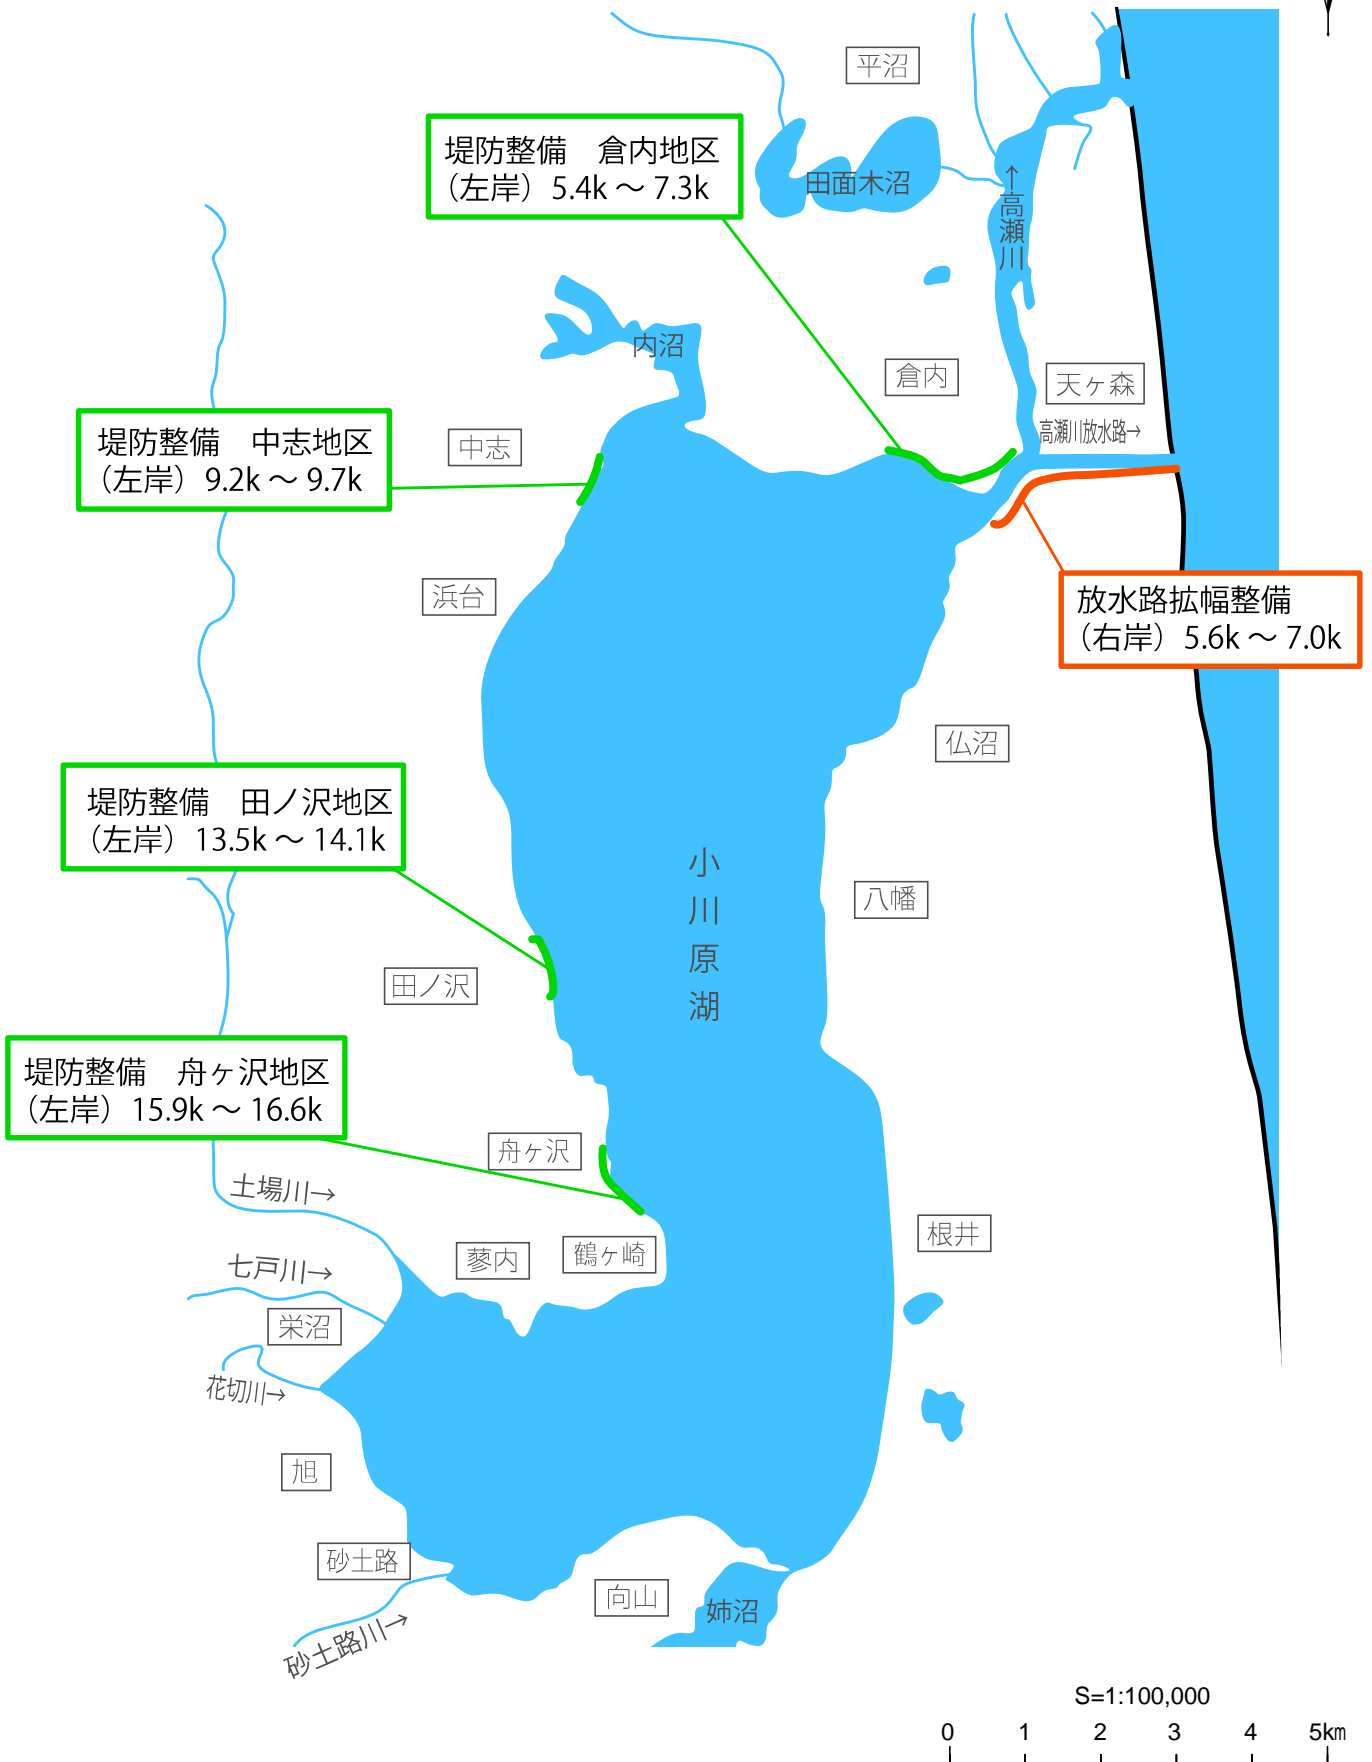 平沼
堤防整備　倉内地区
（左岸）5.4k ～ 7.3k
田面木沼
↑高瀬川
内沼
倉内
天ヶ森
高瀬川放水路→
堤防整備　中志地区
（左岸）9.2k ～ 9.7k
中志
浜台
放水路拡幅整備
（右岸）5.6k ～ 7.0k
仏沼
堤防整備　田ノ沢地区
（左岸）13.5k ～ 14.1k
小川原湖
八幡
田ノ沢
堤防整備　舟ヶ沢地区
（左岸）15.9k ～ 16.6k
舟ヶ沢
土場川→
根井
蓼内
鶴ヶ崎
七戸川→
栄沼
花切川→
旭
砂土路
向山
姉沼
砂土路川→
S=1:100,000
0 1 2 3 4 5㎞